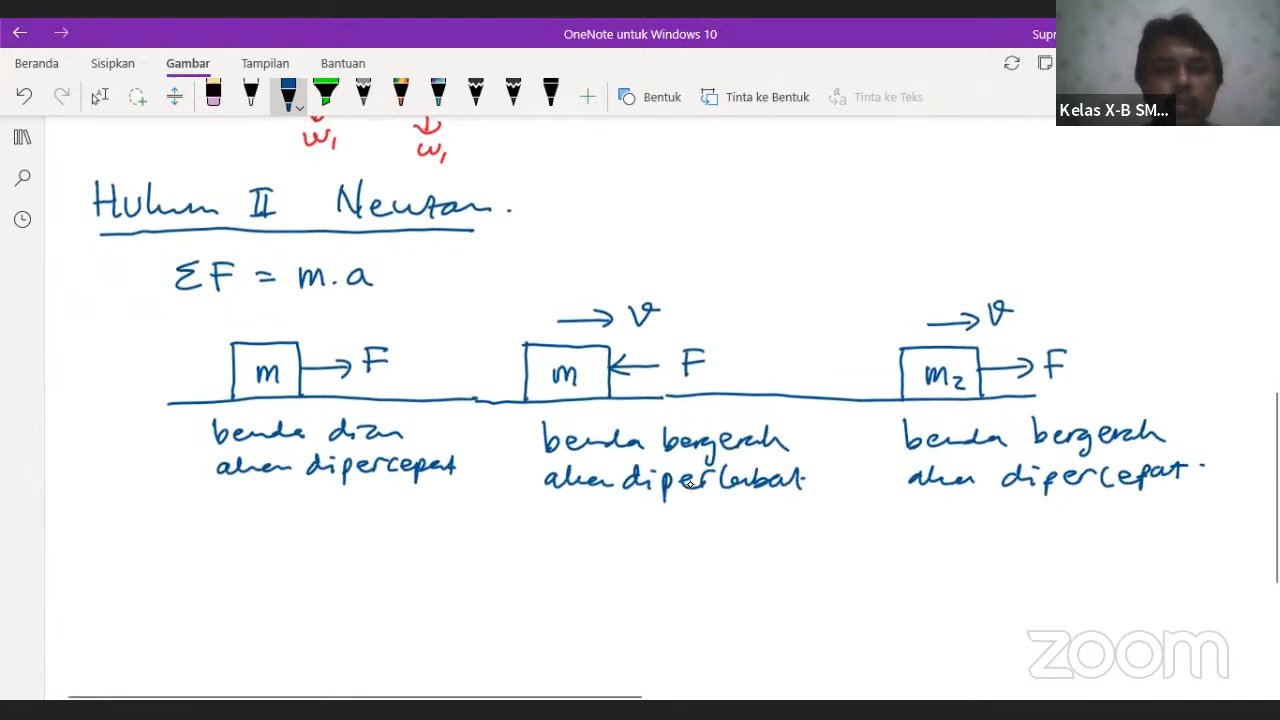 OneNote untuk Windows 10
Supr
Beranda Sisipkan Gambar Tampilan Bantuan
Bentuk Tinta ke Bentuk Tinta ke Teks
Kelas X-B SM...
w₁ w₁
Hukum II Newton.
ΣF = m.a
v v
m F m F m₂ F
benda diam benda bergerak benda bergerak
akan dipercepat akan diperlambat akan dipercepat.
zoom